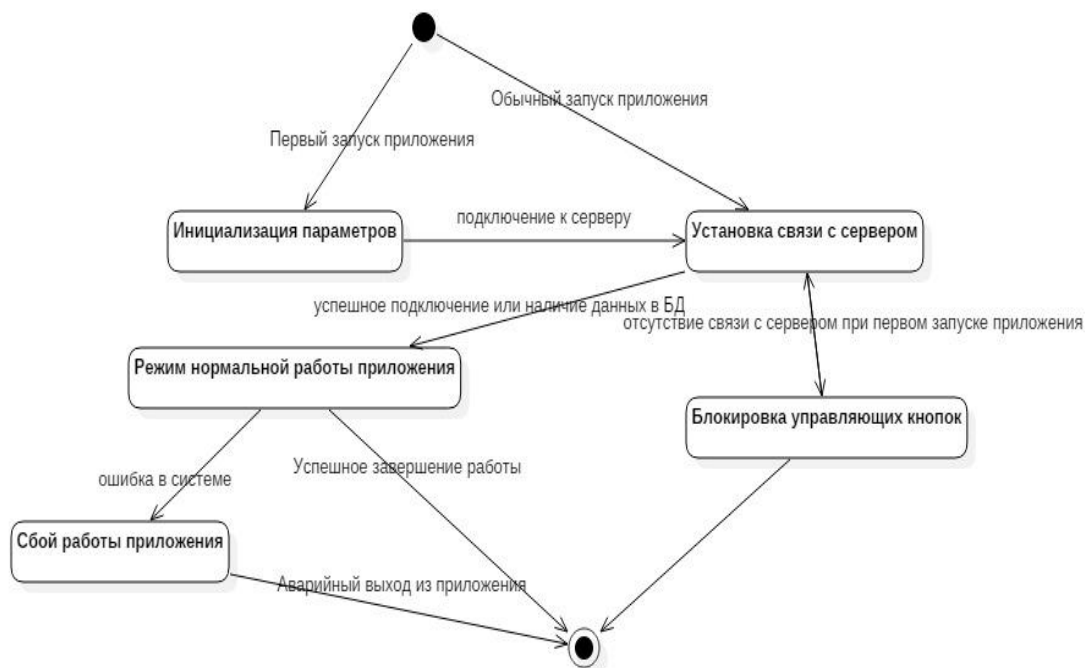 Обычный запуск приложения
Первый запуск приложения
подключение к серверу
Инициализация параметров
Установка связи с сервером
успешное подключение или наличие данных в БД
отсутствие связи с сервером при первом запуске приложения
Режим нормальной работы приложения
Блокировка управляющих кнопок
Успешное завершение работы
ошибка в системе
Сбой работы приложения
Аварийный выход из приложения